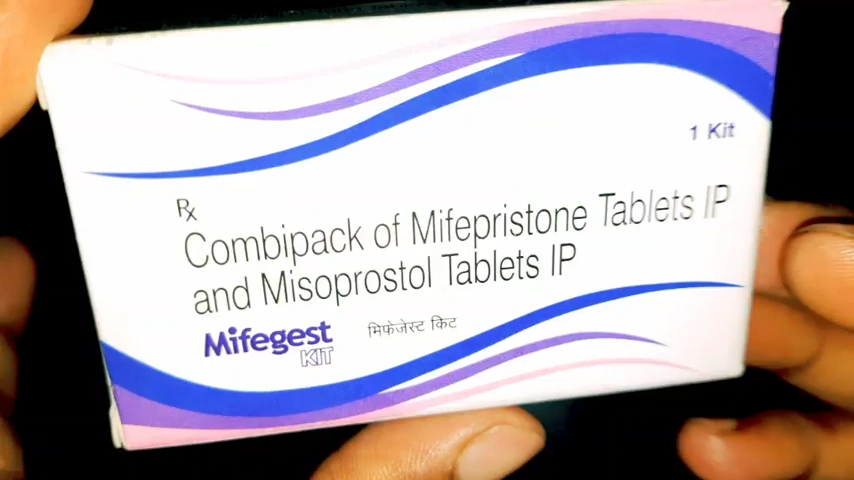 1 Kit
Rx
Combipack of Mifepristone Tablets IP
and Misoprostol Tablets IP
Mifegest
KIT
मिफेजेस्ट किट